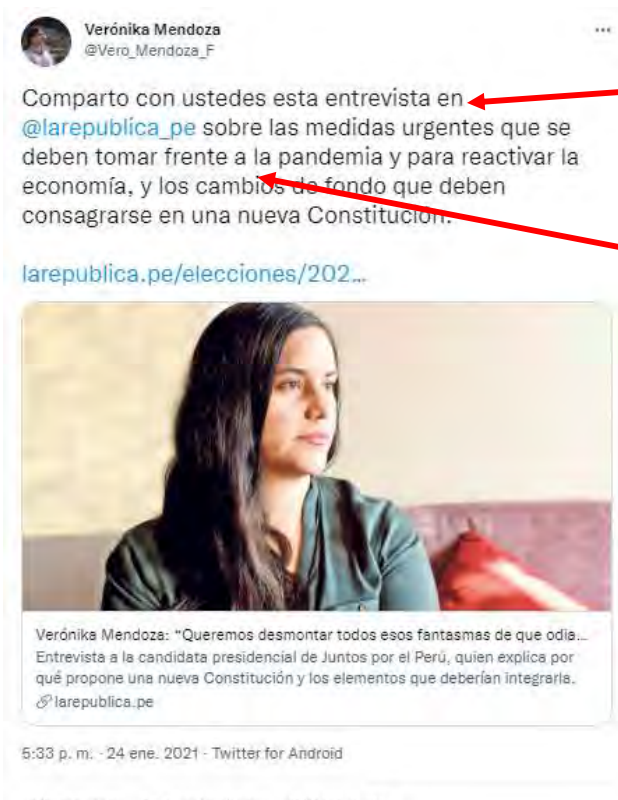 Verónika Mendoza
@Vero_Mendoza_F
Comparto con ustedes esta entrevista en
@larepublica_pe sobre las medidas urgentes que se
deben tomar frente a la pandemia y para reactivar la
economía, y los cambios de fondo que deben
consagrarse en una nueva Constitución.
larepublica.pe/elecciones/202...
Verónika Mendoza: "Queremos desmontar todos esos fantasmas de que odia...
Entrevista a la candidata presidencial de Juntos por el Perú, quien explica por
qué propone una nueva Constitución y los elementos que deberían integrarla.
larepublica.pe
5:33 p. m. · 24 ene. 2021 · Twitter for Android